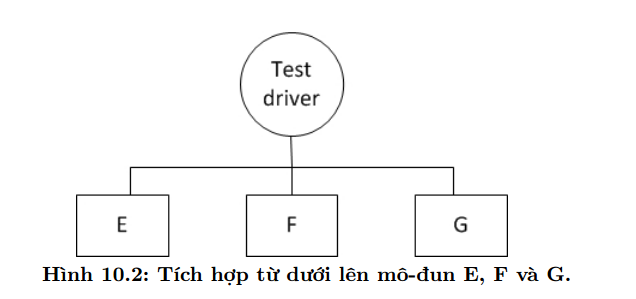 Test
driver
E
F
G
Hình 10.2: Tích hợp từ dưới lên mô-đun E, F và G.